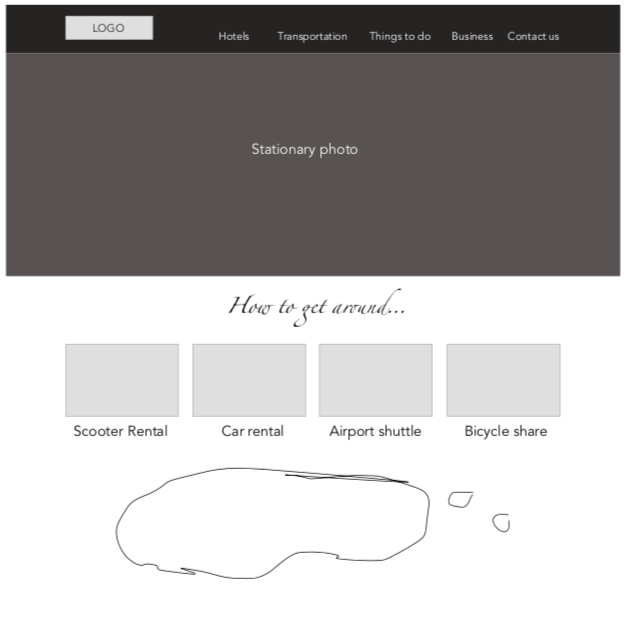 LOGO
Hotels Transportation Things to do Business Contact us
Stationary photo
How to get around...
Scooter Rental Car rental Airport shuttle Bicycle share